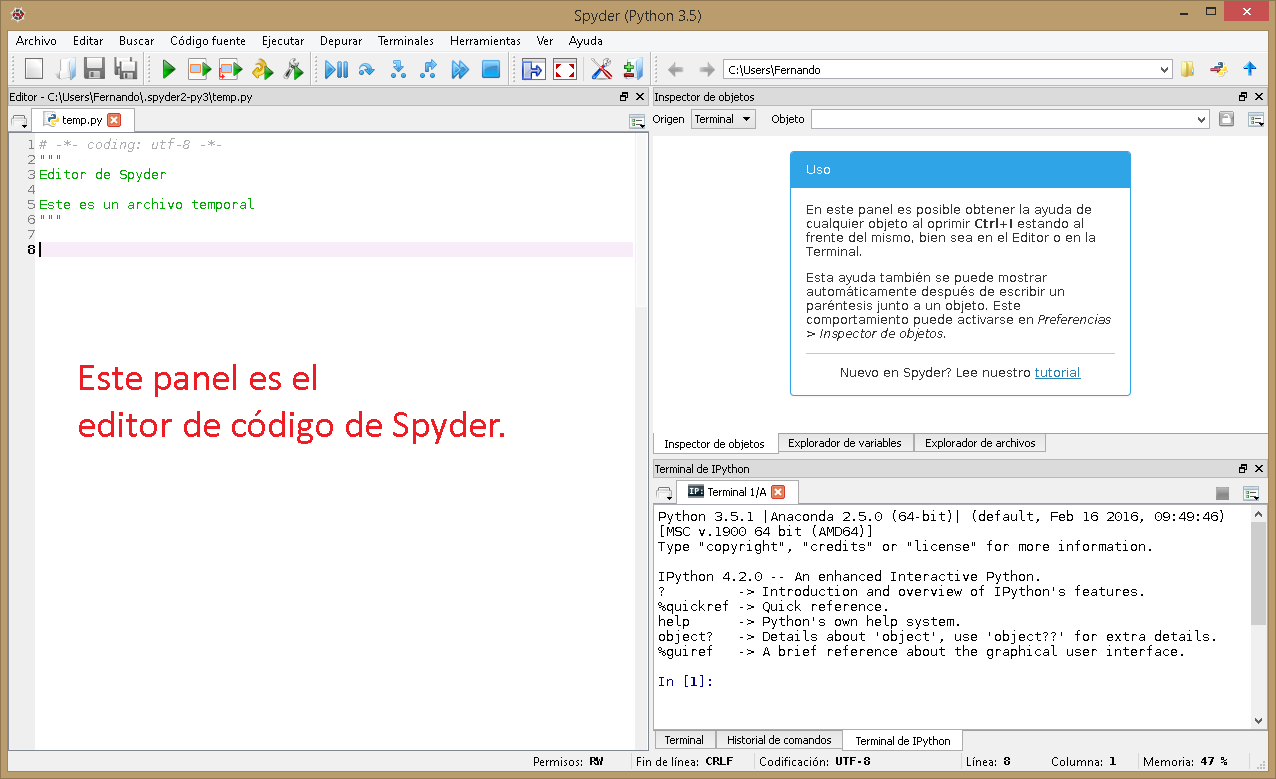 Spyder (Python 3.5)
Archivo Editar Buscar Código fuente Ejecutar Depurar Terminales Herramientas Ver Ayuda
C:\Users\Fernando
Editor - C:\Users\Fernando\.spyder2-py3\temp.py
temp.py
1 # -*- coding: utf-8 -*-
2 """
3 Editor de Spyder
4
5 Este es un archivo temporal
6 """
7
8
Este panel es el
editor de código de Spyder.
Inspector de objetos
Origen Terminal Objeto
Uso
En este panel es posible obtener la ayuda de
cualquier objeto al oprimir Ctrl+I estando al
frente del mismo, bien sea en el Editor o en la
Terminal.
Esta ayuda también se puede mostrar
automáticamente después de escribir un
paréntesis junto a un objeto. Este
comportamiento puede activarse en Preferencias
> Inspector de objetos.
Nuevo en Spyder? Lee nuestro tutorial
Inspector de objetos Explorador de variables Explorador de archivos
Terminal de IPython
IP: Terminal 1/A
Python 3.5.1 |Anaconda 2.5.0 (64-bit)| (default, Feb 16 2016, 09:49:46)
[MSC v.1900 64 bit (AMD64)]
Type "copyright", "credits" or "license" for more information.
IPython 4.2.0 -- An enhanced Interactive Python.
? -> Introduction and overview of IPython's features.
%quickref -> Quick reference.
help -> Python's own help system.
object? -> Details about 'object', use 'object??' for extra details.
%guiref -> A brief reference about the graphical user interface.
In [1]:
Terminal Historial de comandos Terminal de IPython
Permisos: RW Fin de línea: CRLF Codificación: UTF-8 Línea: 8 Columna: 1 Memoria: 47 %